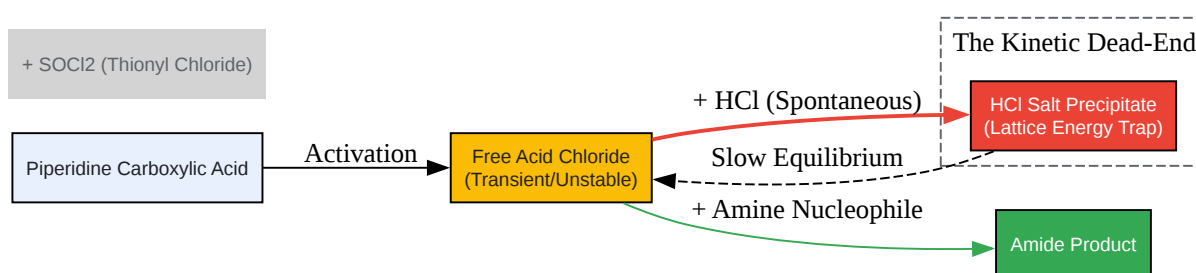 The Kinetic Dead-End
+ SOCl2 (Thionyl Chloride)
+ HCl (Spontaneous)
HCl Salt Precipitate
(Lattice Energy Trap)
Piperidine Carboxylic Acid
Activation
Free Acid Chloride
(Transient/Unstable)
Slow Equilibrium
+ Amine Nucleophile
Amide Product